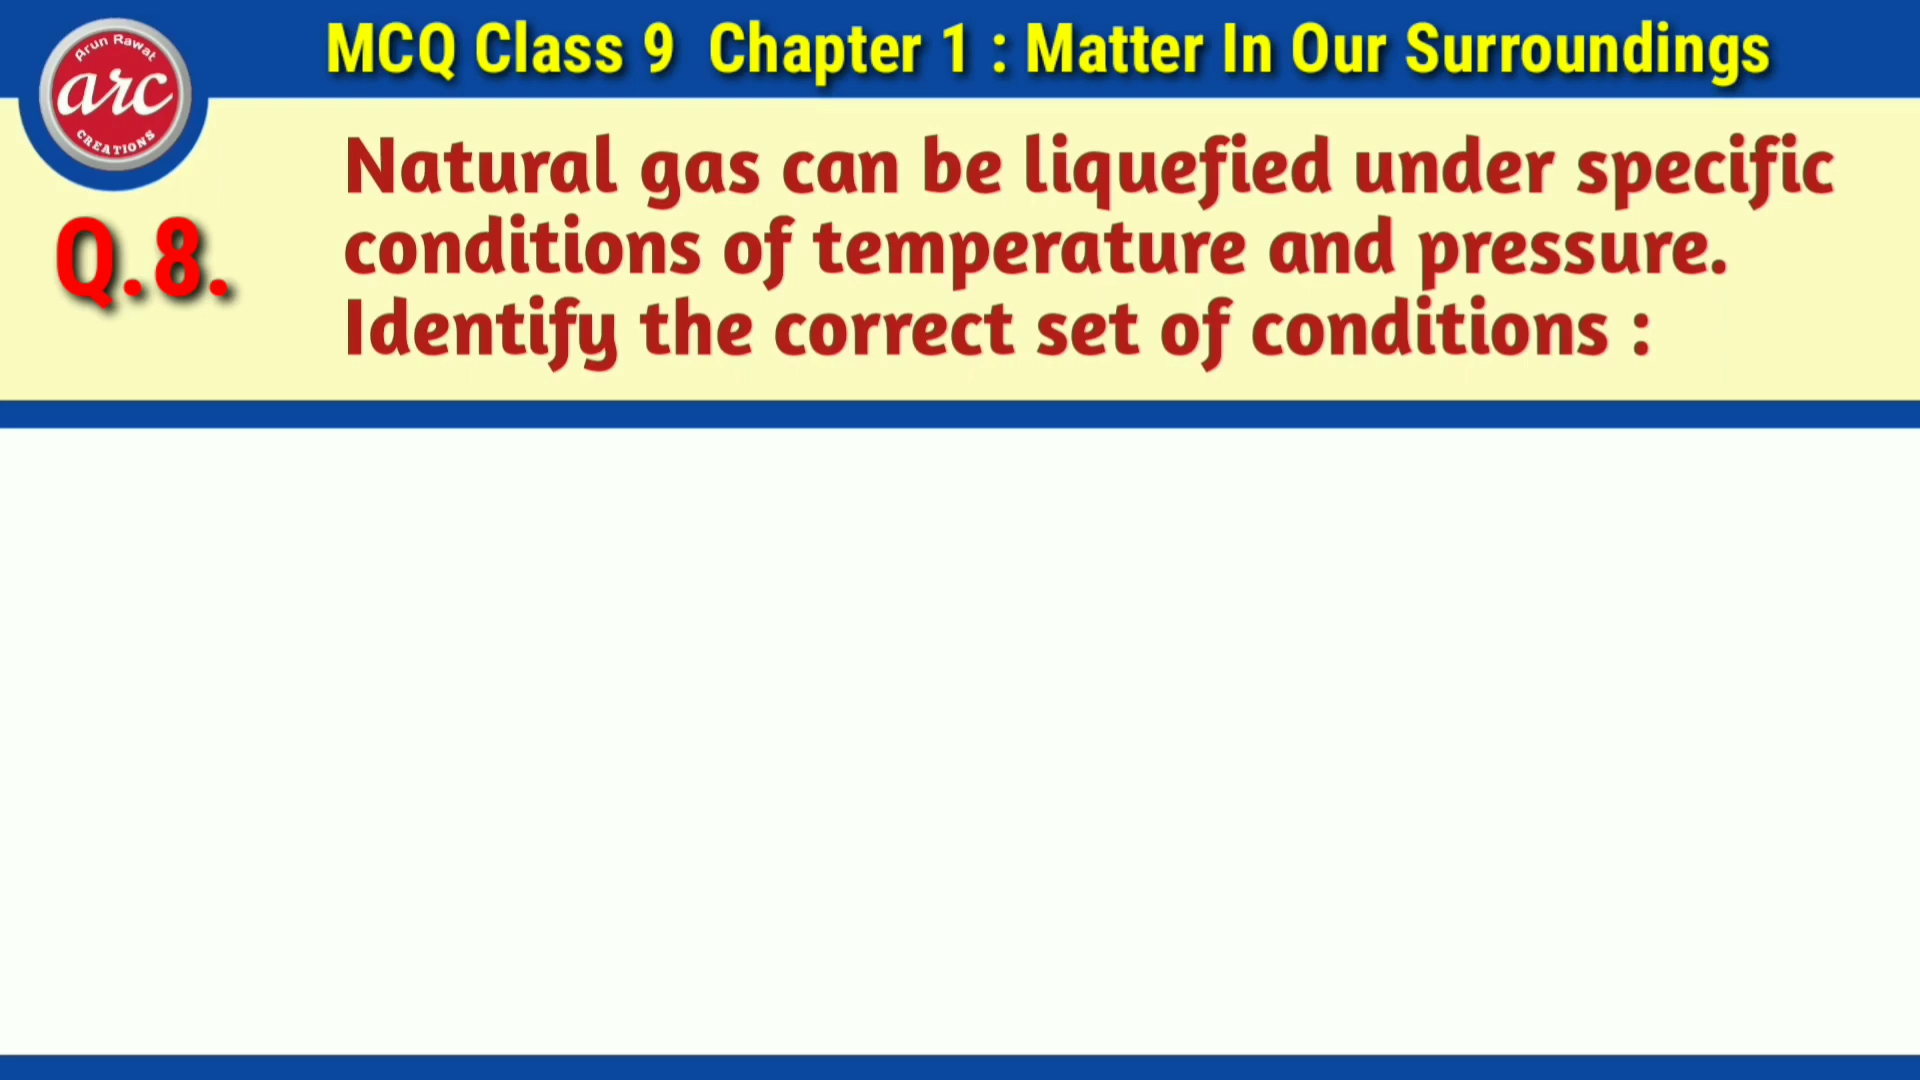 MCQ Class 9 Chapter 1 : Matter In Our Surroundings
Arun Rawat
arc
CREATIONS
Q.8.
Natural gas can be liquefied under specific
conditions of temperature and pressure.
Identify the correct set of conditions :